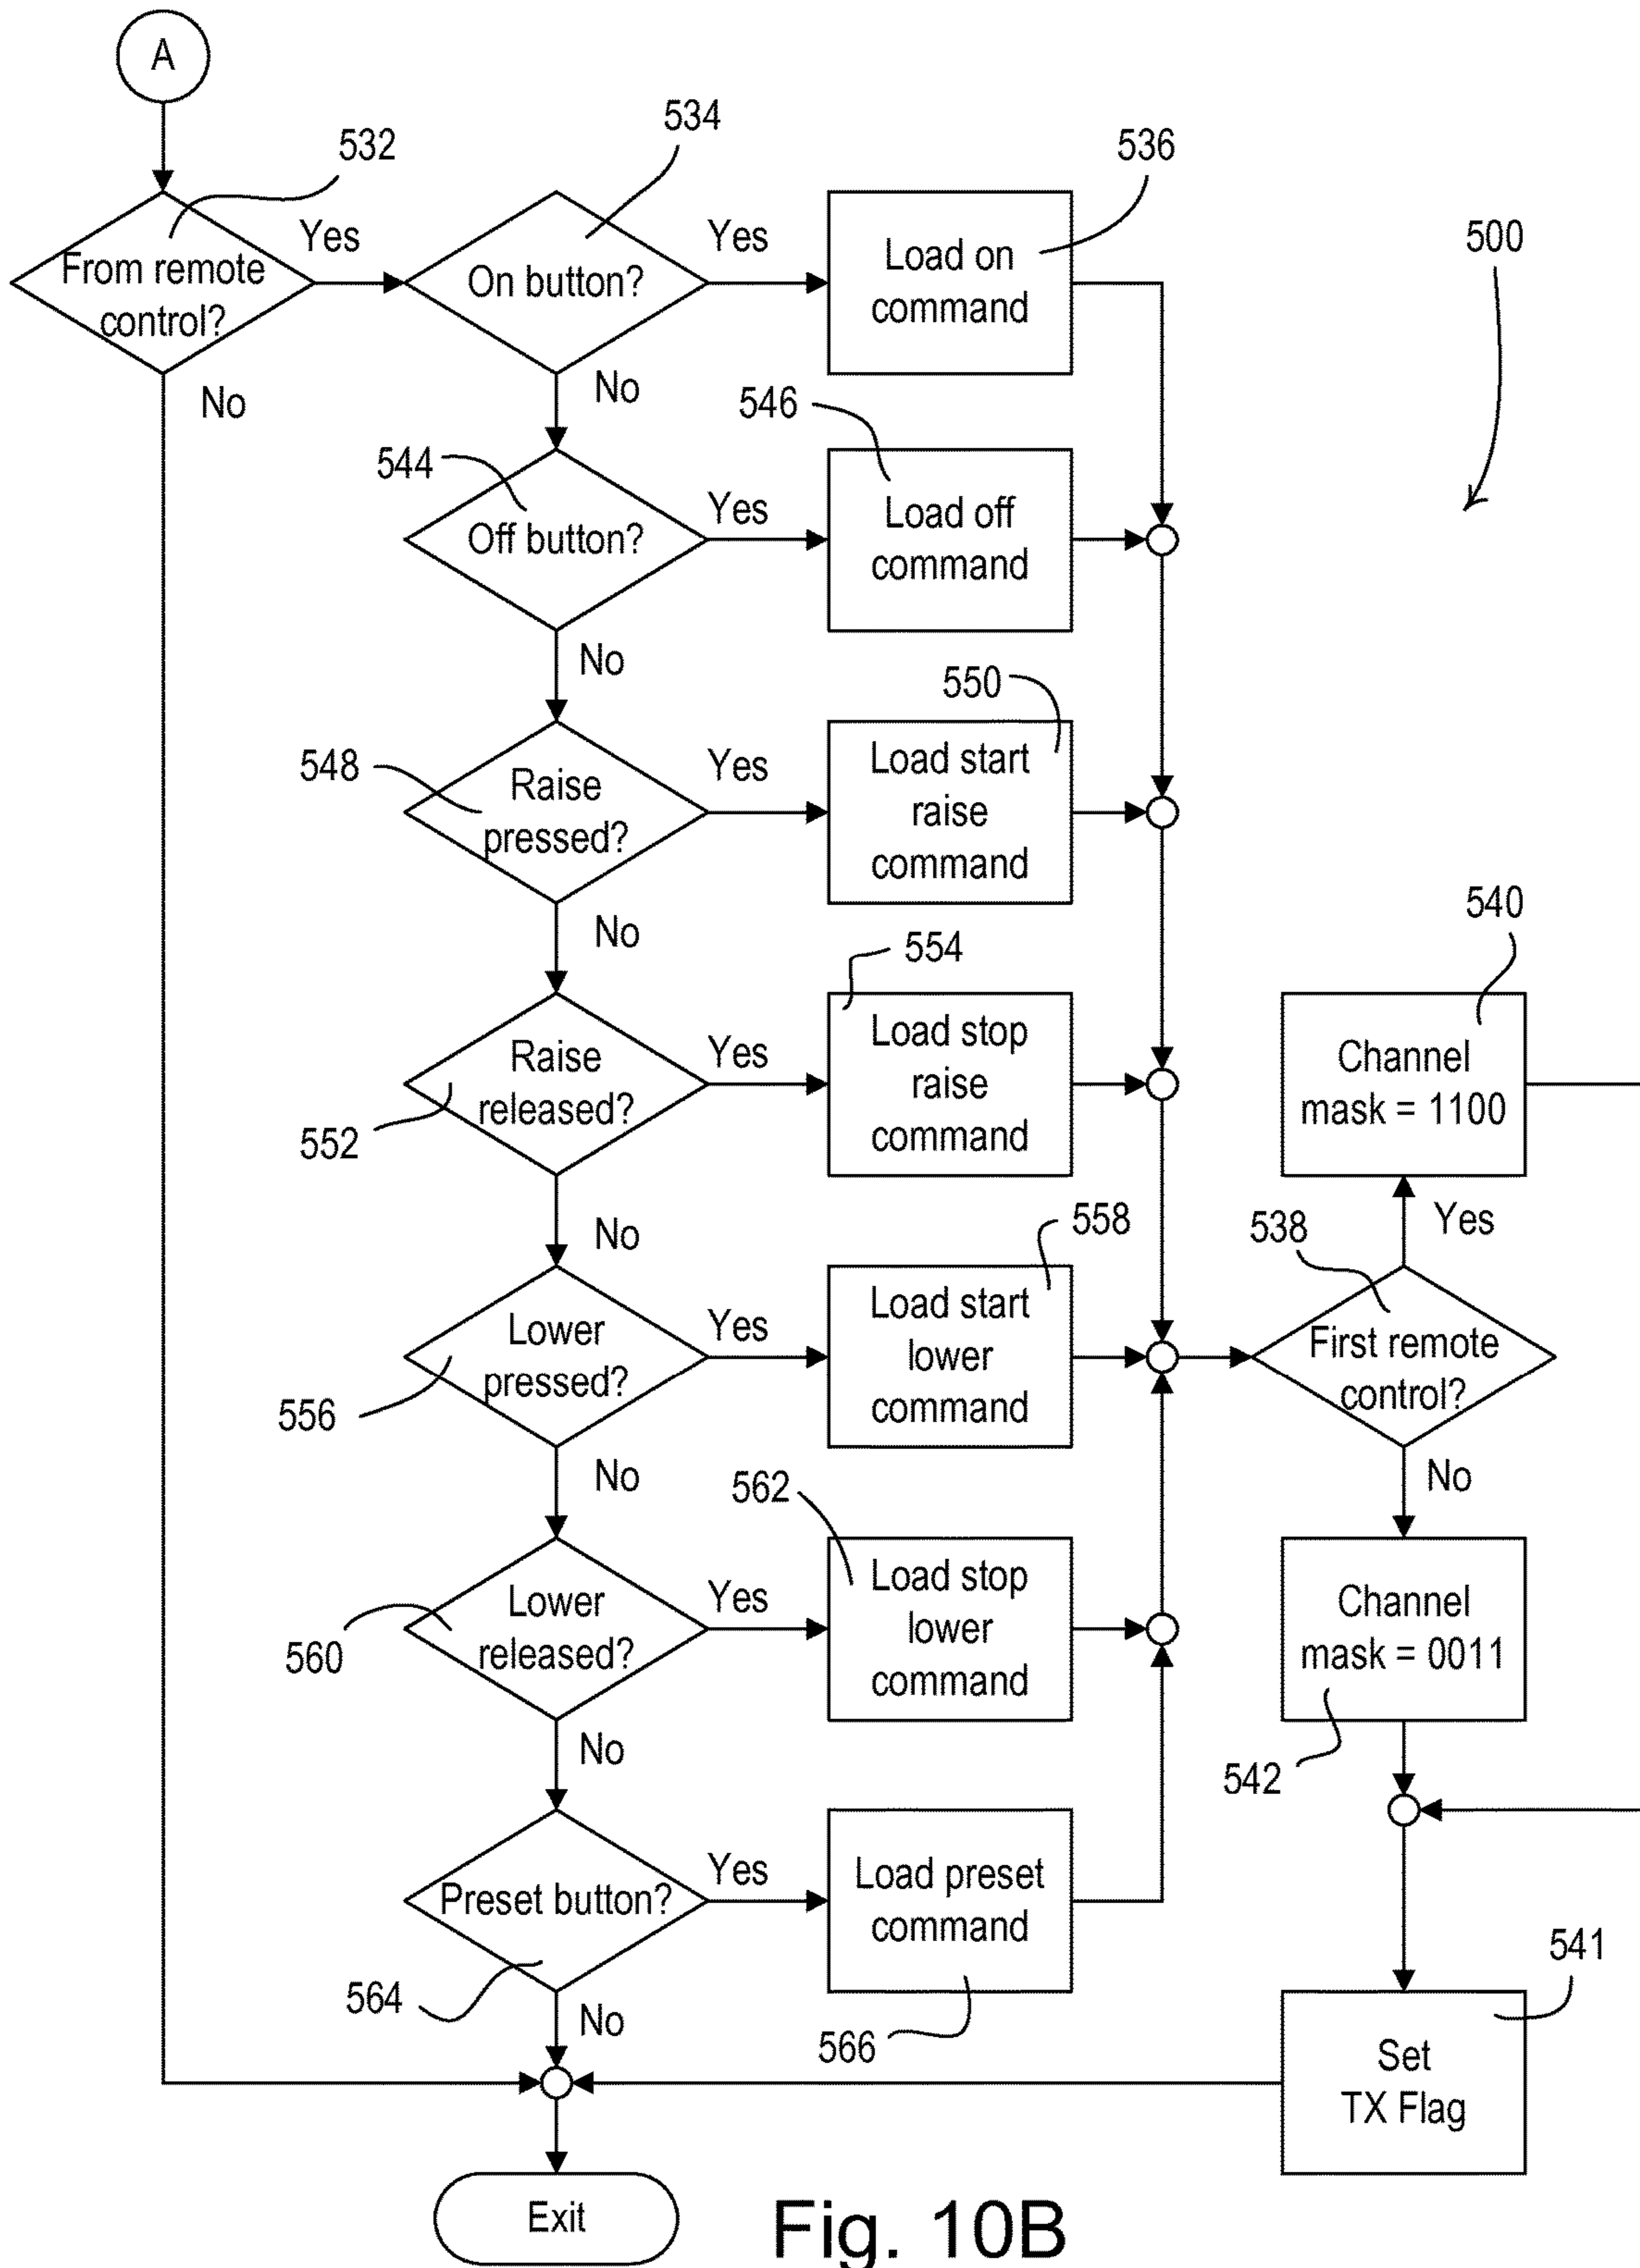 A
532
534
536
500
From remote
control?
Yes
No
On button?
Yes
No
Load on
command
544
546
Off button?
Yes
No
Load off
command
548
550
Raise
pressed?
Yes
No
Load start
raise
command
552
554
Raise
released?
Yes
No
Load stop
raise
command
540
Channel
mask = 1100
556
558
Lower
pressed?
Yes
No
Load start
lower
command
538
Yes
First remote
control?
No
560
562
Lower
released?
Yes
No
Load stop
lower
command
Channel
mask = 0011
542
564
Preset button?
Yes
No
Load preset
command
566
541
Set
TX Flag
Exit
Fig. 10B